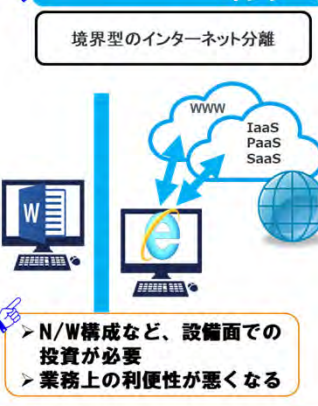 境界型のインターネット分離
WWW
IaaS
PaaS
SaaS
W
e
➢N/W構成など、設備面での
投資が必要
➢業務上の利便性が悪くなる